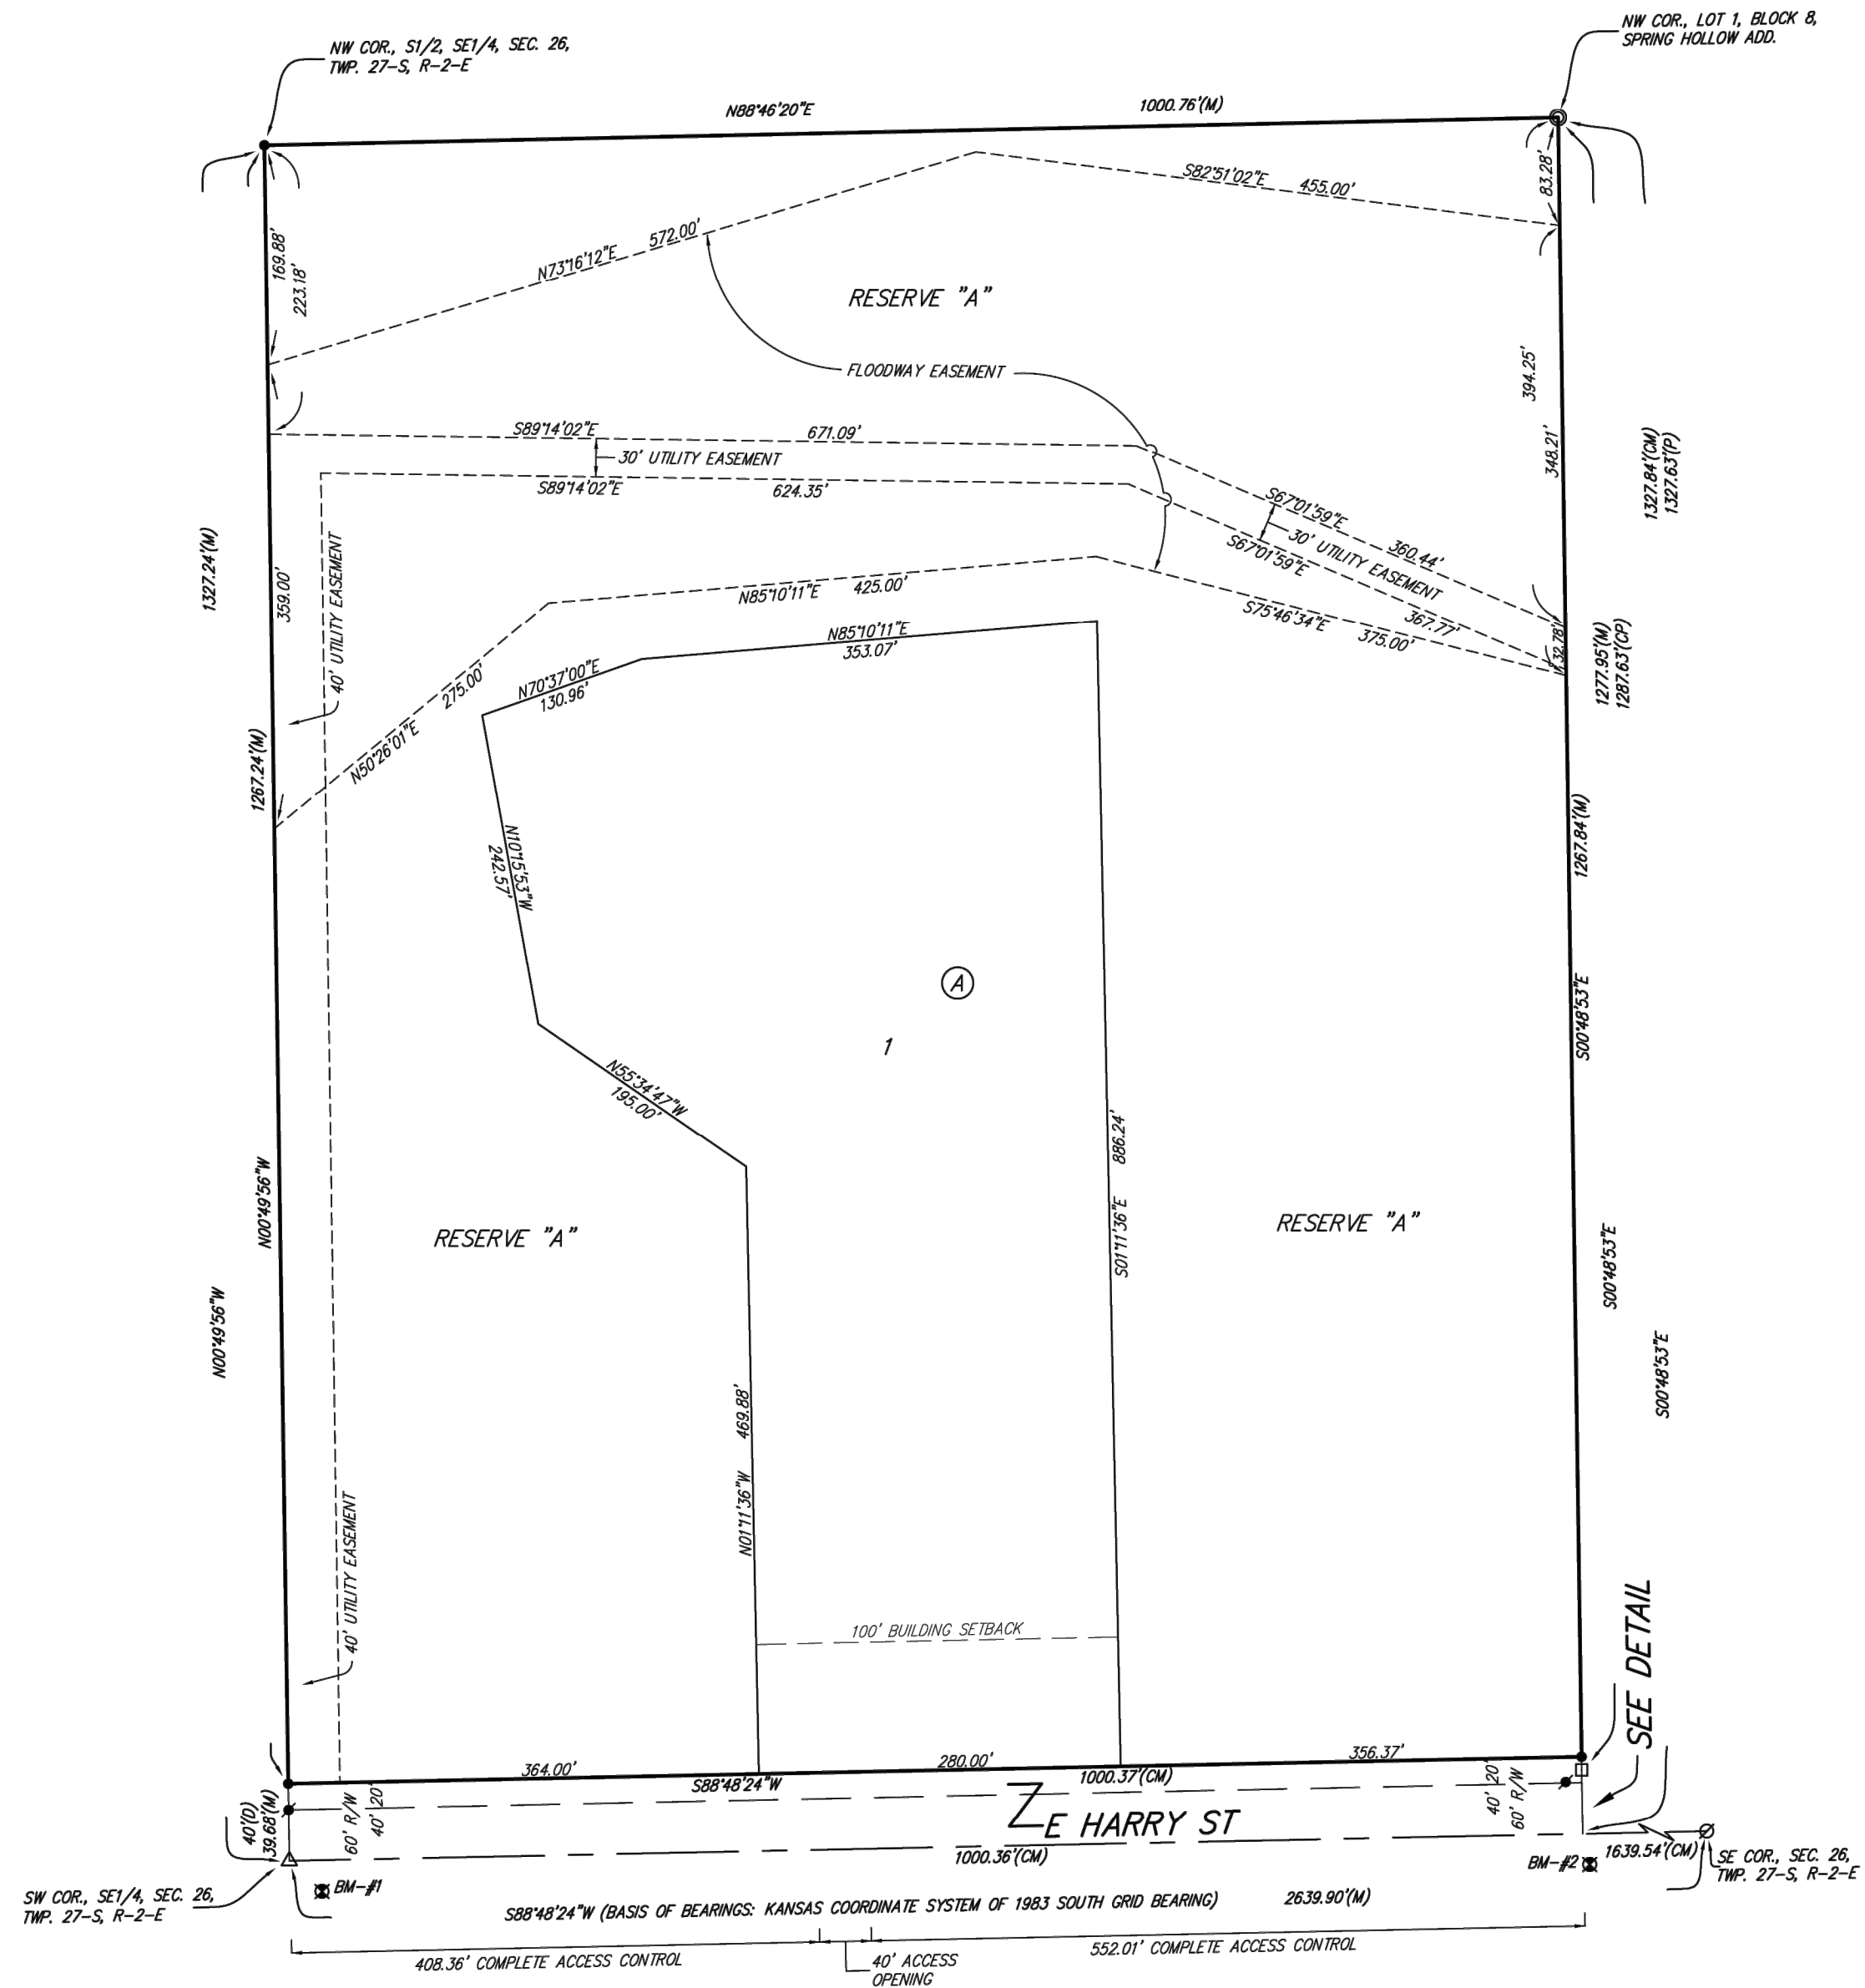 NW COR., LOT 1, BLOCK 8,
SPRING HOLLOW ADD.
NW COR., S1/2, SE1/4, SEC. 26,
TWP. 27-S, R-2-E
N88°46'20"E
1000.76'(M)
83.28'
S82°51'02"E 455.00'
N73°16'12"E 572.00'
169.88'
223.18'
RESERVE "A"
FLOODWAY EASEMENT
394.25'
348.21'
1327.84'(CM)
1327.63'(P)
S89°14'02"E
671.09'
30' UTILITY EASEMENT
S89°14'02"E
624.35'
S67°01'59"E
360.44'
30' UTILITY EASEMENT
S67°01'59"E
367.77'
32.78'
1327.24'(M)
359.00'
40' UTILITY EASEMENT
N85°10'11"E 425.00'
S75°46'34"E 375.00'
1277.95'(M)
1287.63'(CP)
N85°10'11"E
353.07'
N70°37'00"E
130.96'
N50°26'01"E 275.00'
1267.24'(M)
N10°15'53"W
242.57'
1267.84'(M)
A
1
S00°48'53"E
N55°34'47"W
195.00'
S01°11'36"E 886.24'
N00°49'56"W
RESERVE "A"
RESERVE "A"
S00°48'53"E
N00°49'56"W
S00°48'53"E
N01°11'36"W 469.88'
40' UTILITY EASEMENT
100' BUILDING SETBACK
SEE DETAIL
364.00'
280.00'
356.37'
S88°48'24"W
1000.37'(CM)
40'(D)
39.68'(M)
60' R/W
40' 20'
40' 20'
60' R/W
E HARRY ST
1000.36'(CM)
1639.54'(CM)
SE COR., SEC. 26,
TWP. 27-S, R-2-E
BM-#2
BM-#1
SW COR., SE1/4, SEC. 26,
TWP. 27-S, R-2-E
S88°48'24"W (BASIS OF BEARINGS: KANSAS COORDINATE SYSTEM OF 1983 SOUTH GRID BEARING) 2639.90'(M)
408.36' COMPLETE ACCESS CONTROL
40' ACCESS
OPENING
552.01' COMPLETE ACCESS CONTROL